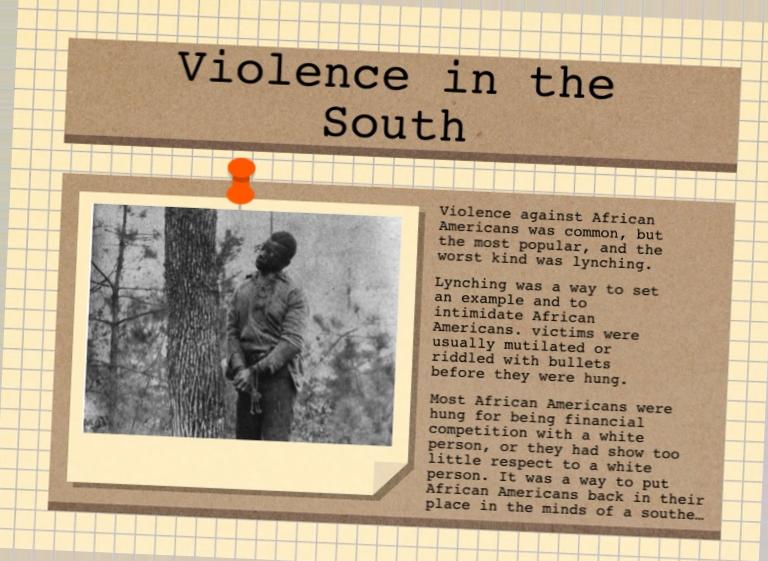 Violence in the
South
Violence against African
Americans was common, but
the most popular, and the
worst kind was lynching.
Lynching was a way to set
an example and to
intimidate African
Americans. victims were
usually mutilated or
riddled with bullets
before they were hung.
Most African Americans were
hung for being financial
competition with a white
person, or they had show too
little respect to a white
person. It was a way to put
African Americans back in their
place in the minds of a southe…